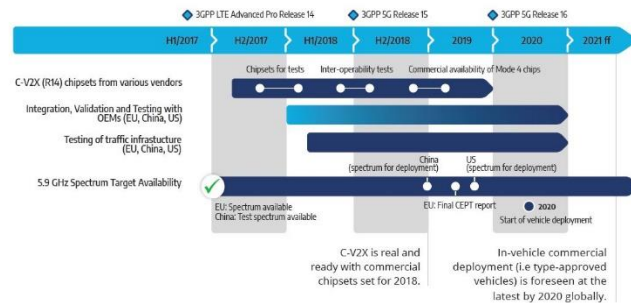 3GPP LTE Advanced Pro Release 14
3GPP 5G Release 15
3GPP 5G Release 16
H1/2017
H2/2017
H1/2018
H2/2018
2019
2020
2021 ff
Chipsets for tests
Inter-operability tests
Commercial availability of Mode 4 chips
C-V2X (R14) chipsets from various vendors
Integration, Validation and Testing with
OEMs (EU, China, US)
Testing of traffic infrastucture
(EU, China, US)
China
(spectrum for deployment)
US
(spectrum for deployment)
5.9 GHz Spectrum Target Availability
EU: Spectrum available
China: Test spectrum available
EU: Final CEPT report
2020
Start of vehicle deployment
C-V2X is real and
ready with commercial
chipsets set for 2018.
In-vehicle commercial
deployment (i.e type-approved
vehicles) is foreseen at the
latest by 2020 globally.